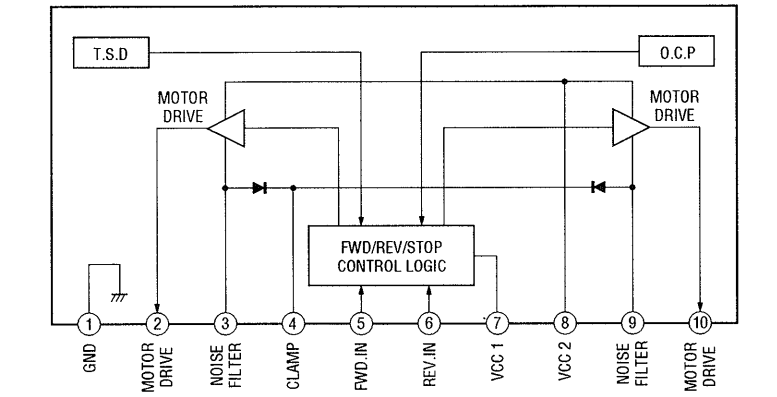 T.S.D
O.C.P
MOTOR
DRIVE
MOTOR
DRIVE
FWD/REV/STOP
CONTROL LOGIC
1
2
3
4
5
6
7
8
9
10
GND
MOTOR
DRIVE
NOISE
FILTER
CLAMP
FWD.IN
REV.IN
VCC 1
VCC 2
NOISE
FILTER
MOTOR
DRIVE